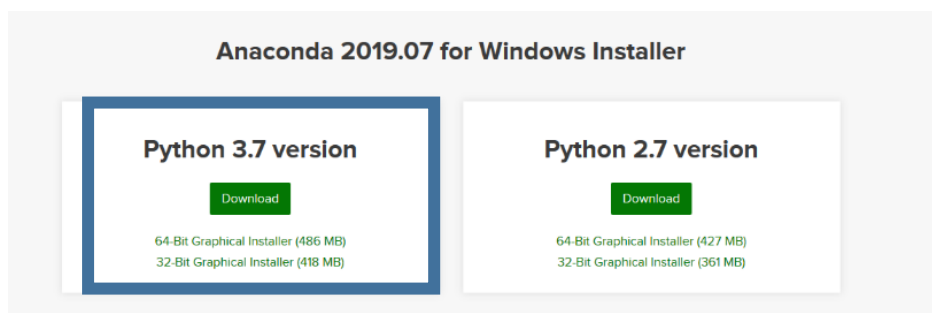 Anaconda 2019.07 for Windows Installer
Python 3.7 version
Download
64-Bit Graphical Installer (486 MB)
32-Bit Graphical Installer (418 MB)
Python 2.7 version
Download
64-Bit Graphical Installer (427 MB)
32-Bit Graphical Installer (361 MB)